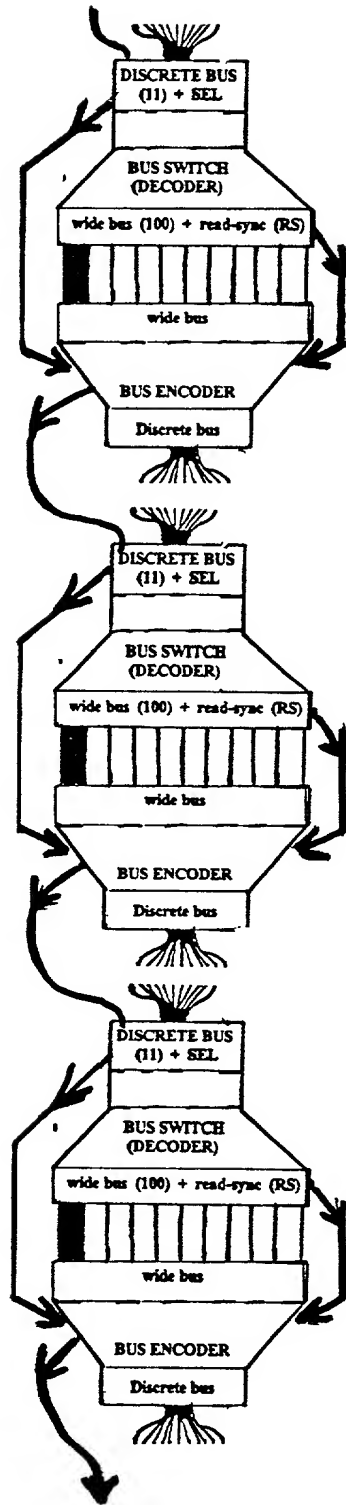 DISCRETE BUS
(11) + SEL
BUS SWITCH
(DECODER)
wide bus (100) + read-sync (RS)
wide bus
BUS ENCODER
Discrete bus
DISCRETE BUS
(11) + SEL
BUS SWITCH
(DECODER)
wide bus (100) + read-sync (RS)
wide bus
BUS ENCODER
Discrete bus
DISCRETE BUS
(11) + SEL
BUS SWITCH
(DECODER)
wide bus (100) + read-sync (RS)
wide bus
BUS ENCODER
Discrete bus